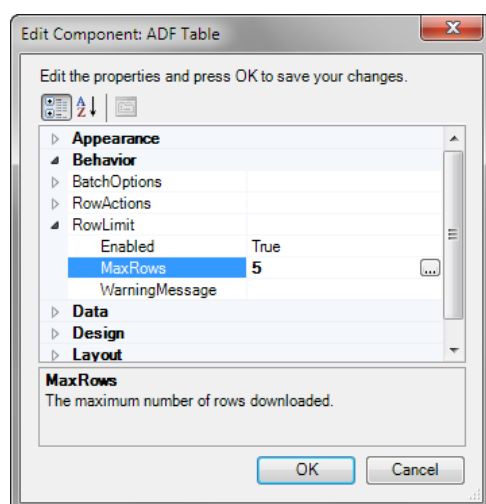 Edit Component: ADF Table
Edit the properties and press OK to save your changes.
Appearance
Behavior
BatchOptions
RowActions
RowLimit
Enabled True
MaxRows 5 ...
WarningMessage
Data
Design
Layout
MaxRows
The maximum number of rows downloaded.
OK Cancel